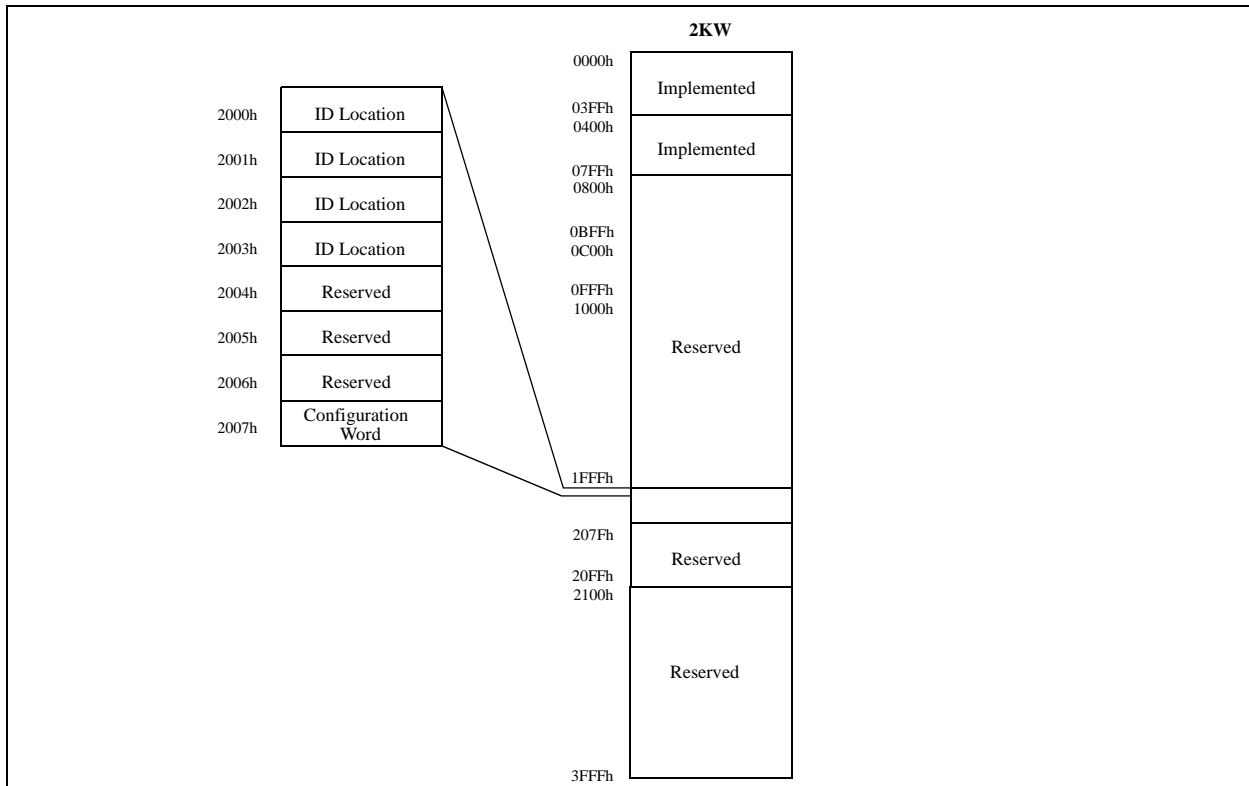 2KW
2000h ID Location
2001h ID Location
2002h ID Location
2003h ID Location
2004h Reserved
2005h Reserved
2006h Reserved
2007h Configuration
Word
0000h
Implemented
03FFh
0400h
Implemented
07FFh
0800h
0BFFh
0C00h
0FFFh
1000h
Reserved
1FFFh
207Fh
Reserved
20FFh
2100h
Reserved
3FFFh